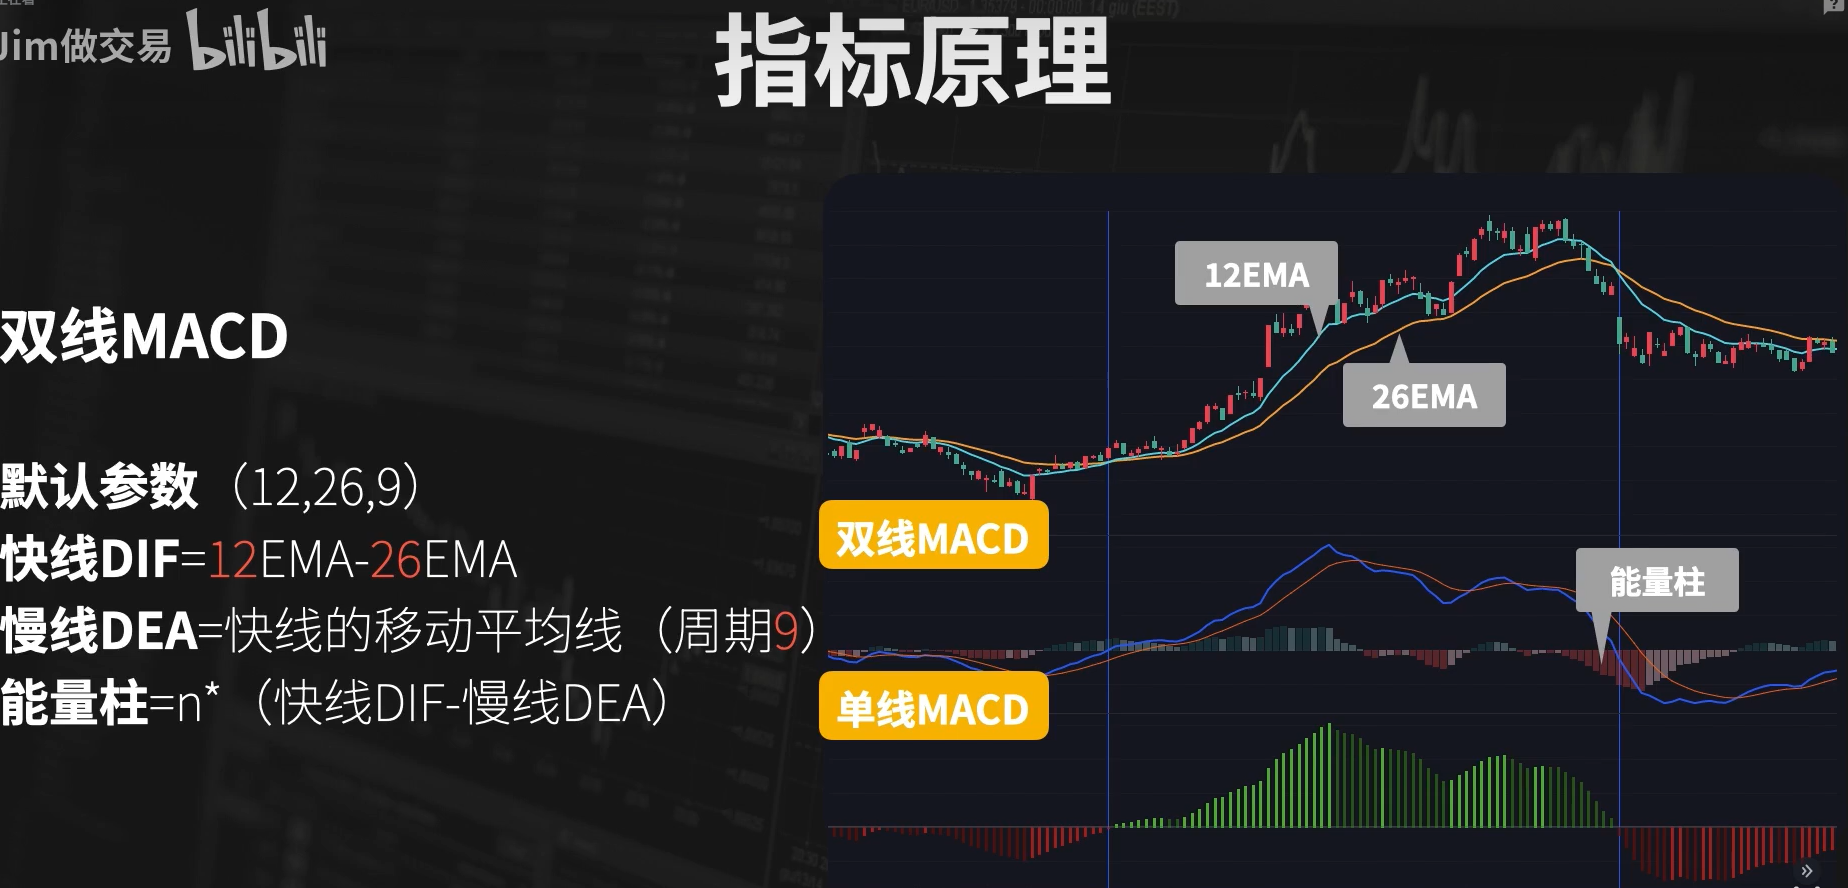 Jim做交易 bilibili
指标原理
双线MACD
默认参数（12,26,9）
快线DIF=12EMA-26EMA
慢线DEA=快线的移动平均线（周期9）
能量柱=n*（快线DIF-慢线DEA）
12EMA
26EMA
双线MACD
能量柱
单线MACD